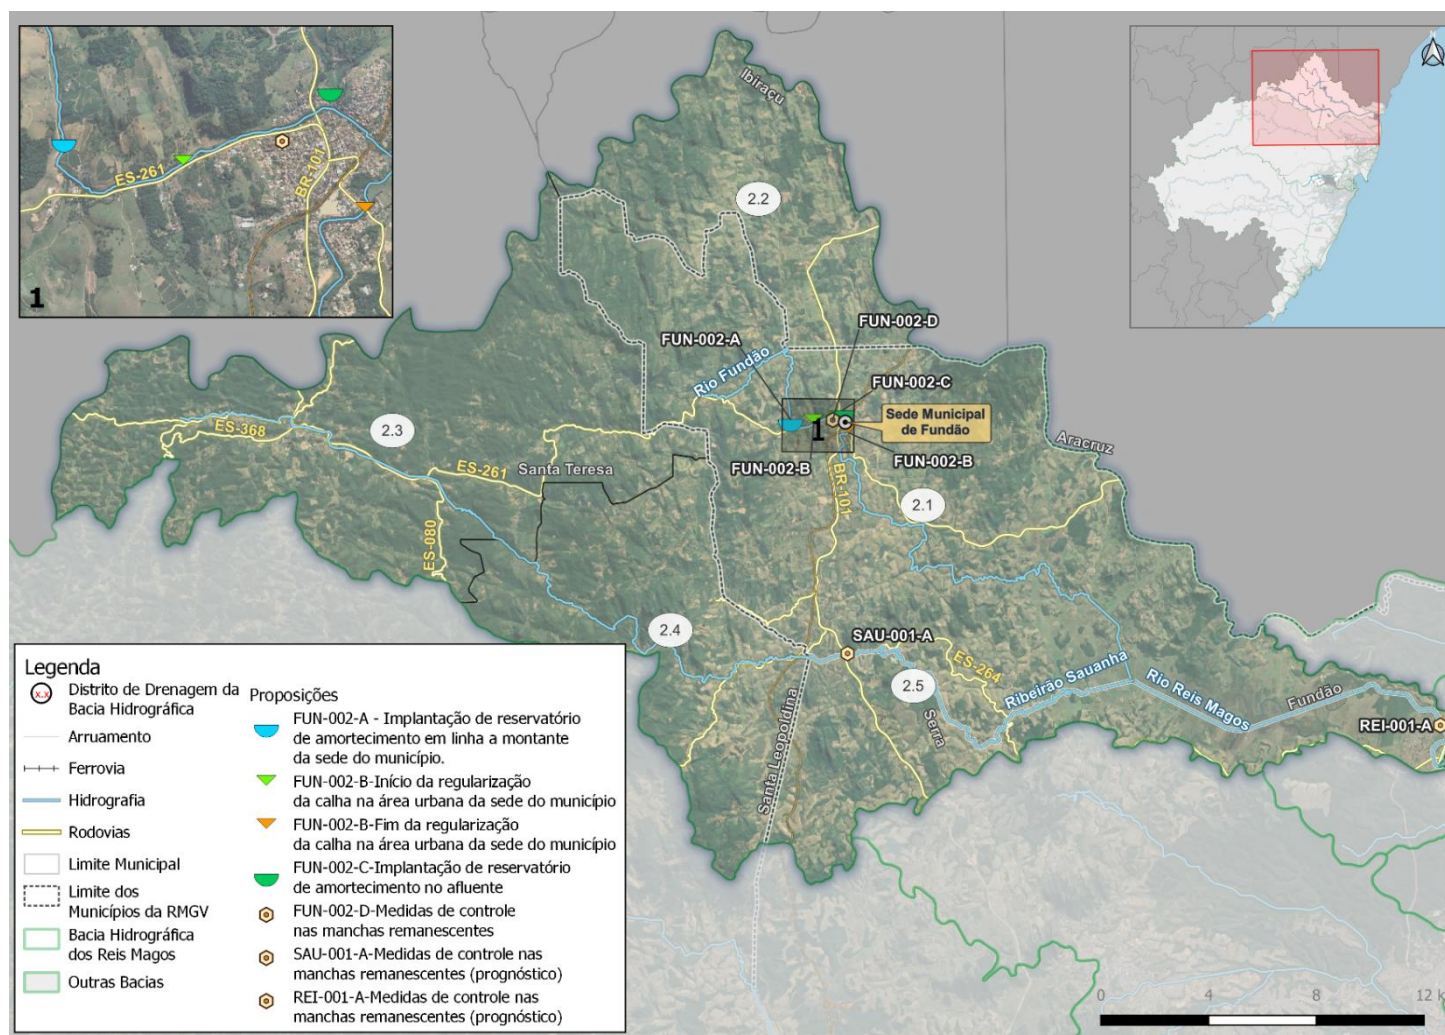 ES-261
BR-101
1
N
Ibiraçu
2.2
FUN-002-D
FUN-002-A
Rio Fundão
FUN-002-C
Sede Municipal
de Fundão
1
ES-368
2.3
Aracruz
ES-261
Santa Teresa
FUN-002-B
FUN-002-B
BR-101
2.1
ES-080
2.4
SAU-001-A
ES-264
2.5
Ribeirão Sauanha
Rio Reis Magos
Fundão
Serra
REI-001-A
Santa Leopoldina
Legenda
x.x
Distrito de Drenagem da
Bacia Hidrográfica
Arruamento
Ferrovia
Hidrografia
Rodovias
Limite Municipal
Limite dos
Municípios da RMGV
Bacia Hidrográfica
dos Reis Magos
Outras Bacias
Proposições
FUN-002-A - Implantação de reservatório
de amortecimento em linha a montante
da sede do município.
FUN-002-B-Início da regularização
da calha na área urbana da sede do município
FUN-002-B-Fim da regularização
da calha na área urbana da sede do município
FUN-002-C-Implantação de reservatório
de amortecimento no afluente
FUN-002-D-Medidas de controle
nas manchas remanescentes
SAU-001-A-Medidas de controle nas
manchas remanescentes (prognóstico)
REI-001-A-Medidas de controle nas
manchas remanescentes (prognóstico)
0 4 8 12 k